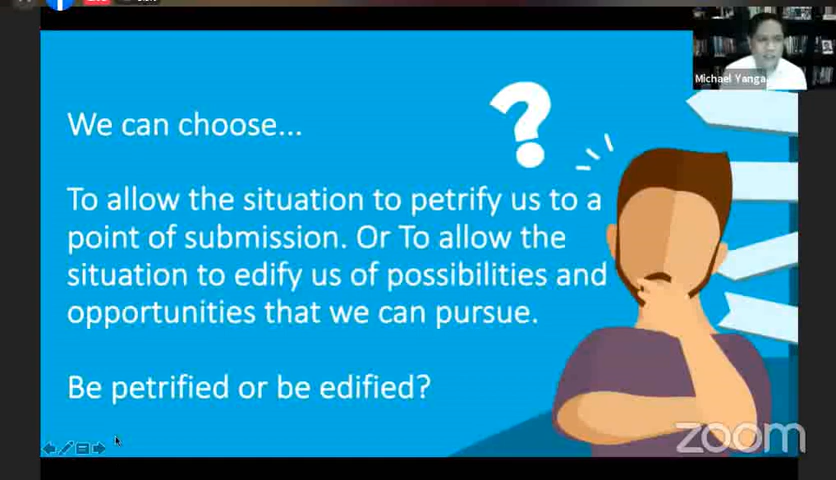 Michael Yanga
We can choose...
To allow the situation to petrify us to a
point of submission. Or To allow the
situation to edify us of possibilities and
opportunities that we can pursue.
Be petrified or be edified?
zoom